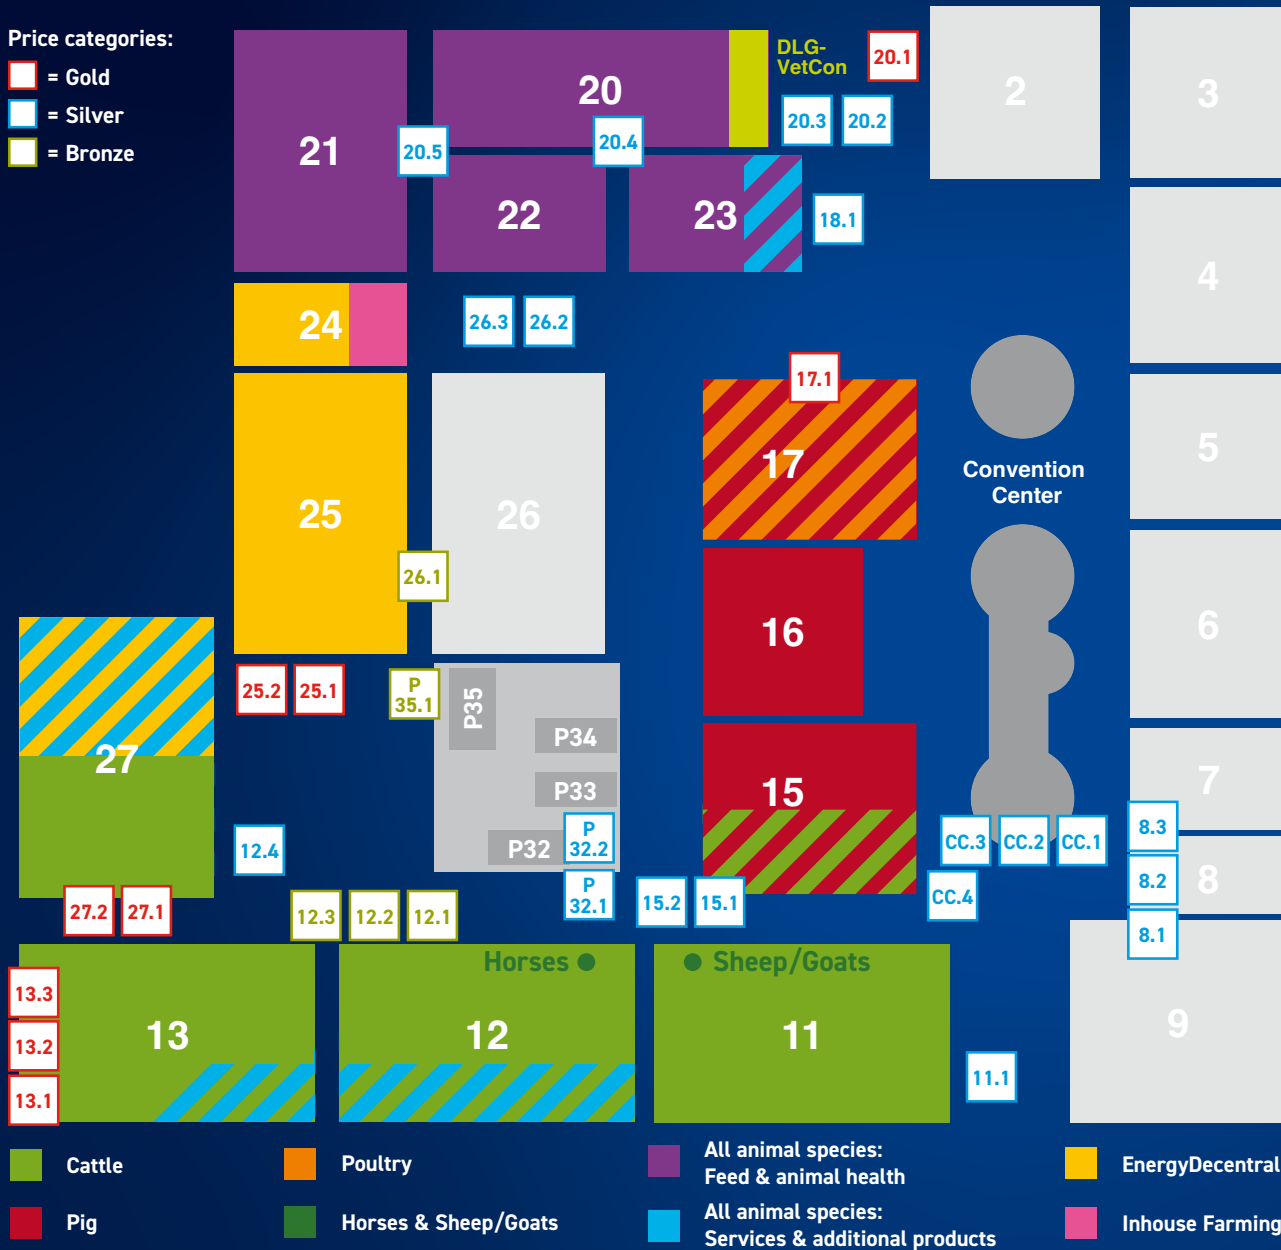 Price categories:
= Gold
= Silver
= Bronze
21
20
DLG-
VetCon
20.1
2
3
20.5
20.4
20.3
20.2
22
23
18.1
4
24
26.3
26.2
17.1
17
Convention
Center
5
25
26
26.1
16
6
25.2
25.1
P
35.1
P35
P34
P33
P32
P
32.2
P
32.1
15
27
12.4
CC.3
CC.2
CC.1
CC.4
7
8.3
8.2
8
8.1
27.2
27.1
12.3
12.2
12.1
15.2
15.1
Horses
Sheep/Goats
13.3
13.2
13.1
13
12
11
11.1
9
Cattle
Poultry
All animal species:
Feed & animal health
EnergyDecentral
Pig
Horses & Sheep/Goats
All animal species:
Services & additional products
Inhouse Farming